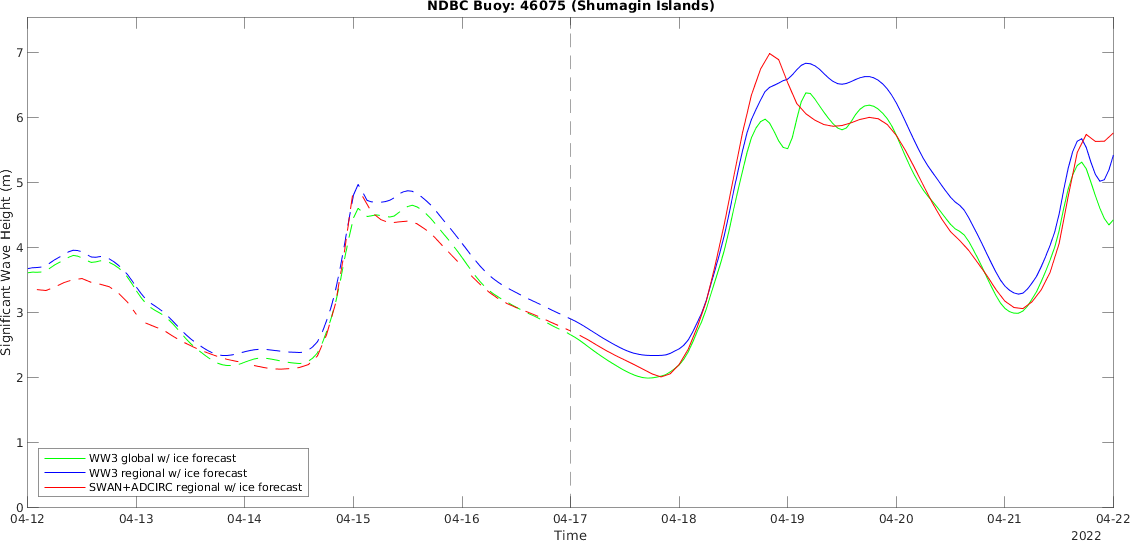 NDBC Buoy: 46075 (Shumagin Islands)
Significant Wave Height (m)
7
6
5
4
3
2
1
0
WW3 global w/ ice forecast
WW3 regional w/ ice forecast
SWAN+ADCIRC regional w/ ice forecast
04-12 04-13 04-14 04-15 04-16 04-17 04-18 04-19 04-20 04-21 04-22
Time
2022